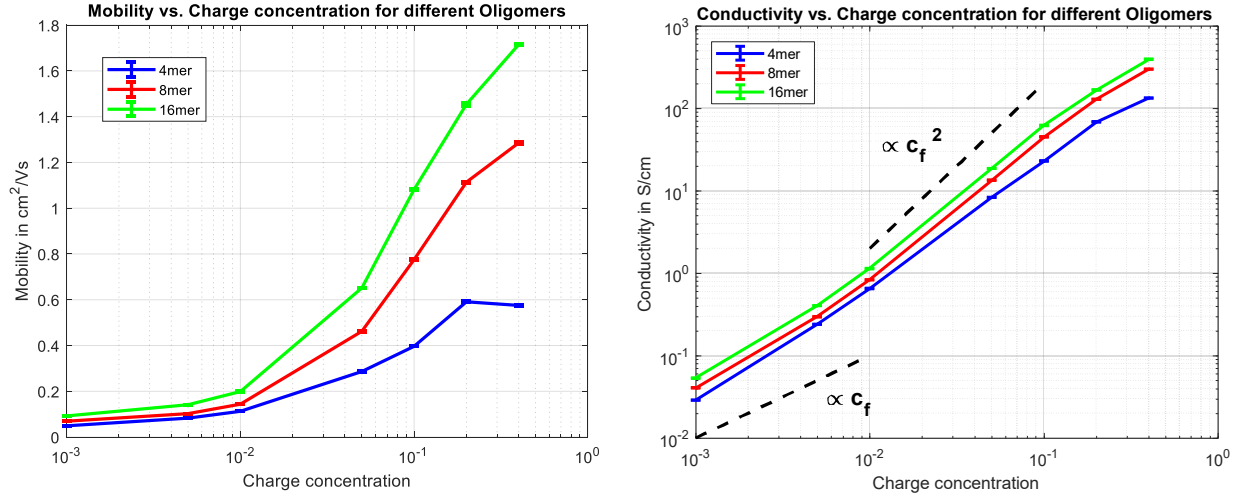 Mobility vs. Charge concentration for different Oligomers
1.8
1.6
1.4
1.2
1
0.8
0.6
0.4
0.2
0
Mobility in cm²/Vs
4mer
8mer
16mer
10⁻³
10⁻²
10⁻¹
10⁰
Charge concentration
Conductivity vs. Charge concentration for different Oligomers
10³
10²
10¹
10⁰
10⁻¹
10⁻²
Conductivity in S/cm
4mer
8mer
16mer
∝ c_f ²
∝ c_f
10⁻³
10⁻²
10⁻¹
10⁰
Charge concentration